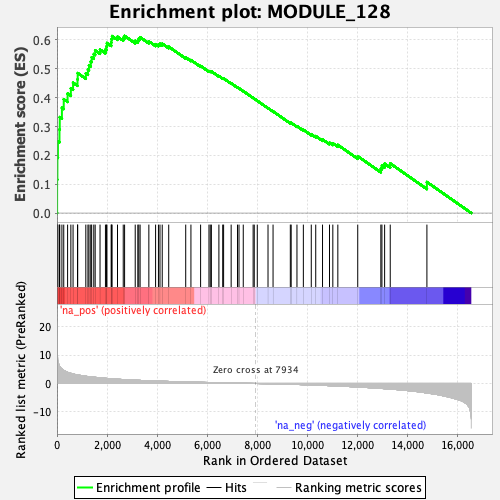 Enrichment plot: MODULE_128
Enrichment score (ES)
0.6
0.5
0.4
0.3
0.2
0.1
0.0
'na_pos' (positively correlated)
Ranked list metric (PreRanked)
20
10
0
-10
Zero cross at 7934
'na_neg' (negatively correlated)
0 2,000 4,000 6,000 8,000 10,000 12,000 14,000 16,000
Rank in Ordered Dataset
Enrichment profile Hits Ranking metric scores